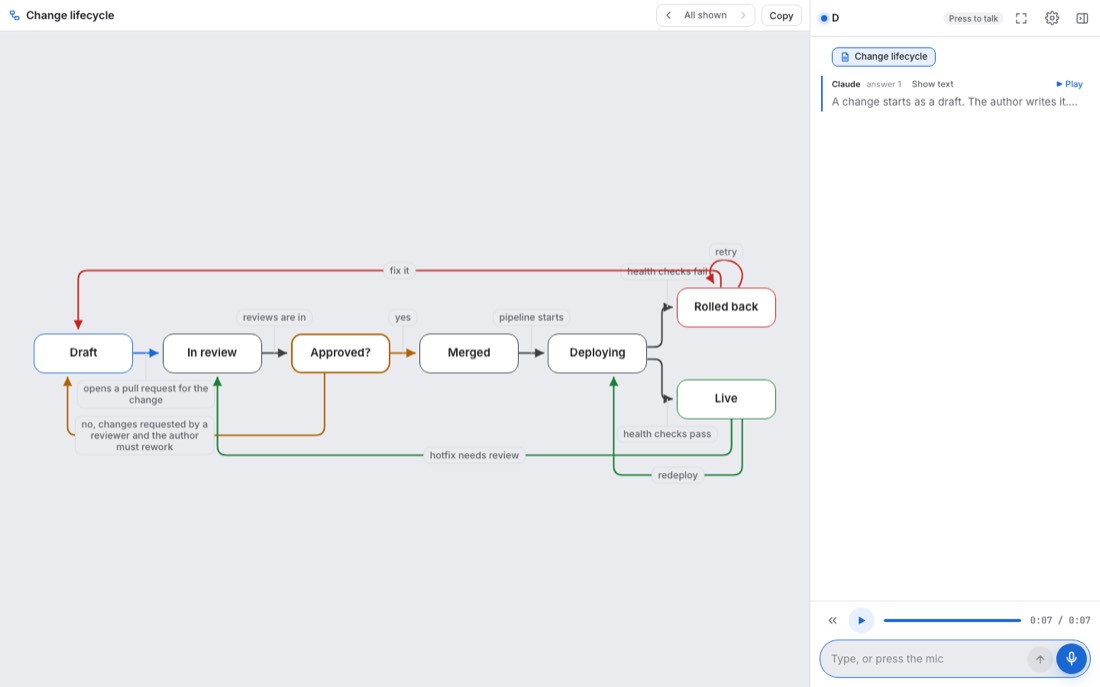 Change lifecycle
All shown
Copy
D
Press to talk
Change lifecycle
Claude answer 1 Show text Play
A change starts as a draft. The author writes it....
retry
fix it
health checks fail
Rolled back
reviews are in
yes
pipeline starts
Draft
In review
Approved?
Merged
Deploying
opens a pull request for the
change
Live
no, changes requested by a
reviewer and the author
must rework
health checks pass
hotfix needs review
redeploy
0:07 / 0:07
Type, or press the mic